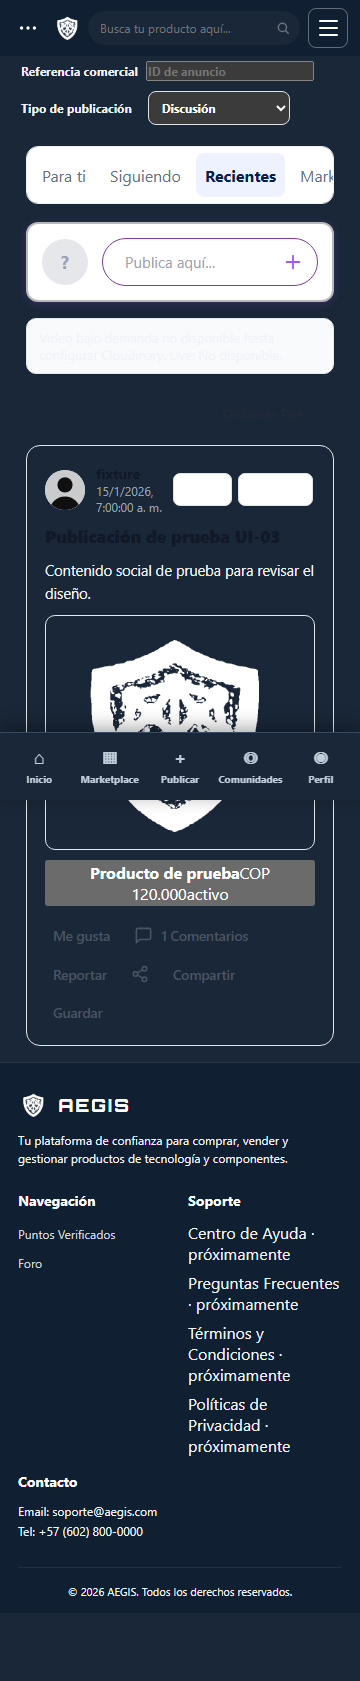 Busca tu producto aquí...
Referencia comercial ID de anuncio
Tipo de publicación Discusión
Para ti Siguiendo Recientes Mark
?
Publica aquí...
Video bajo demanda no disponible hasta
configurar Cloudinary. Live: No disponible.
fixture
15/1/2026,
7:00:00 a. m.
Publicación de prueba UI-03
Contenido social de prueba para revisar el
diseño.
Inicio Marketplace Publicar Comunidades Perfil
Producto de pruebaCOP
120.000activo
Me gusta 1 Comentarios
Reportar Compartir
Guardar
AEGIS
Tu plataforma de confianza para comprar, vender y
gestionar productos de tecnología y componentes.
Navegación
Puntos Verificados
Foro
Soporte
Centro de Ayuda ·
próximamente
Preguntas Frecuentes
· próximamente
Términos y
Condiciones ·
próximamente
Políticas de
Privacidad ·
próximamente
Contacto
Email: soporte@aegis.com
Tel: +57 (602) 800-0000
© 2026 AEGIS. Todos los derechos reservados.